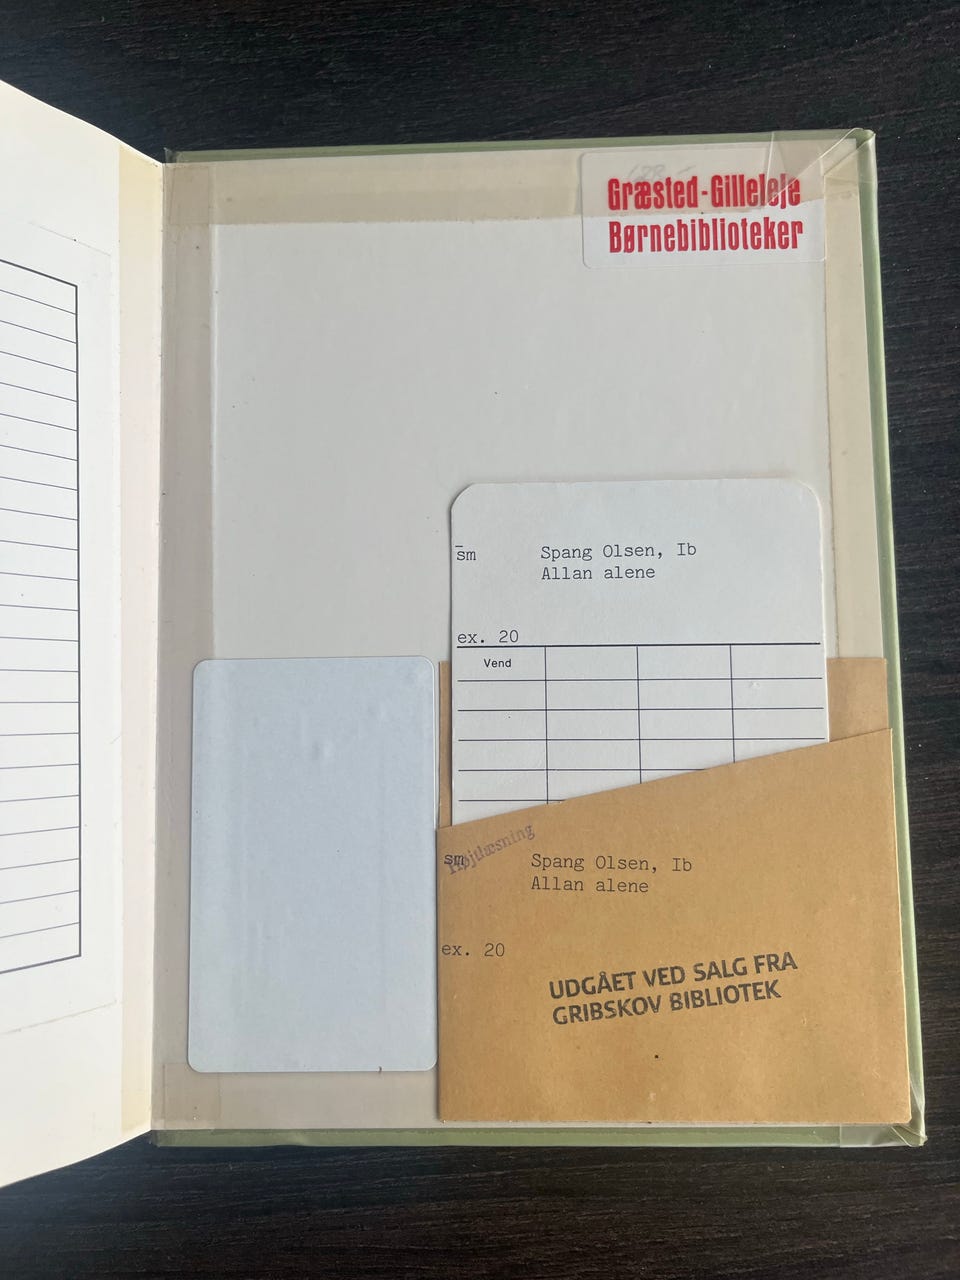 Græsted-Gilleleje
Børnebiblioteker
sm
Spang Olsen, Ib
Allan alene
ex. 20
Vend
Højtlæsning
sm
Spang Olsen, Ib
Allan alene
ex. 20
UDGÅET VED SALG FRA
GRIBSKOV BIBLIOTEK